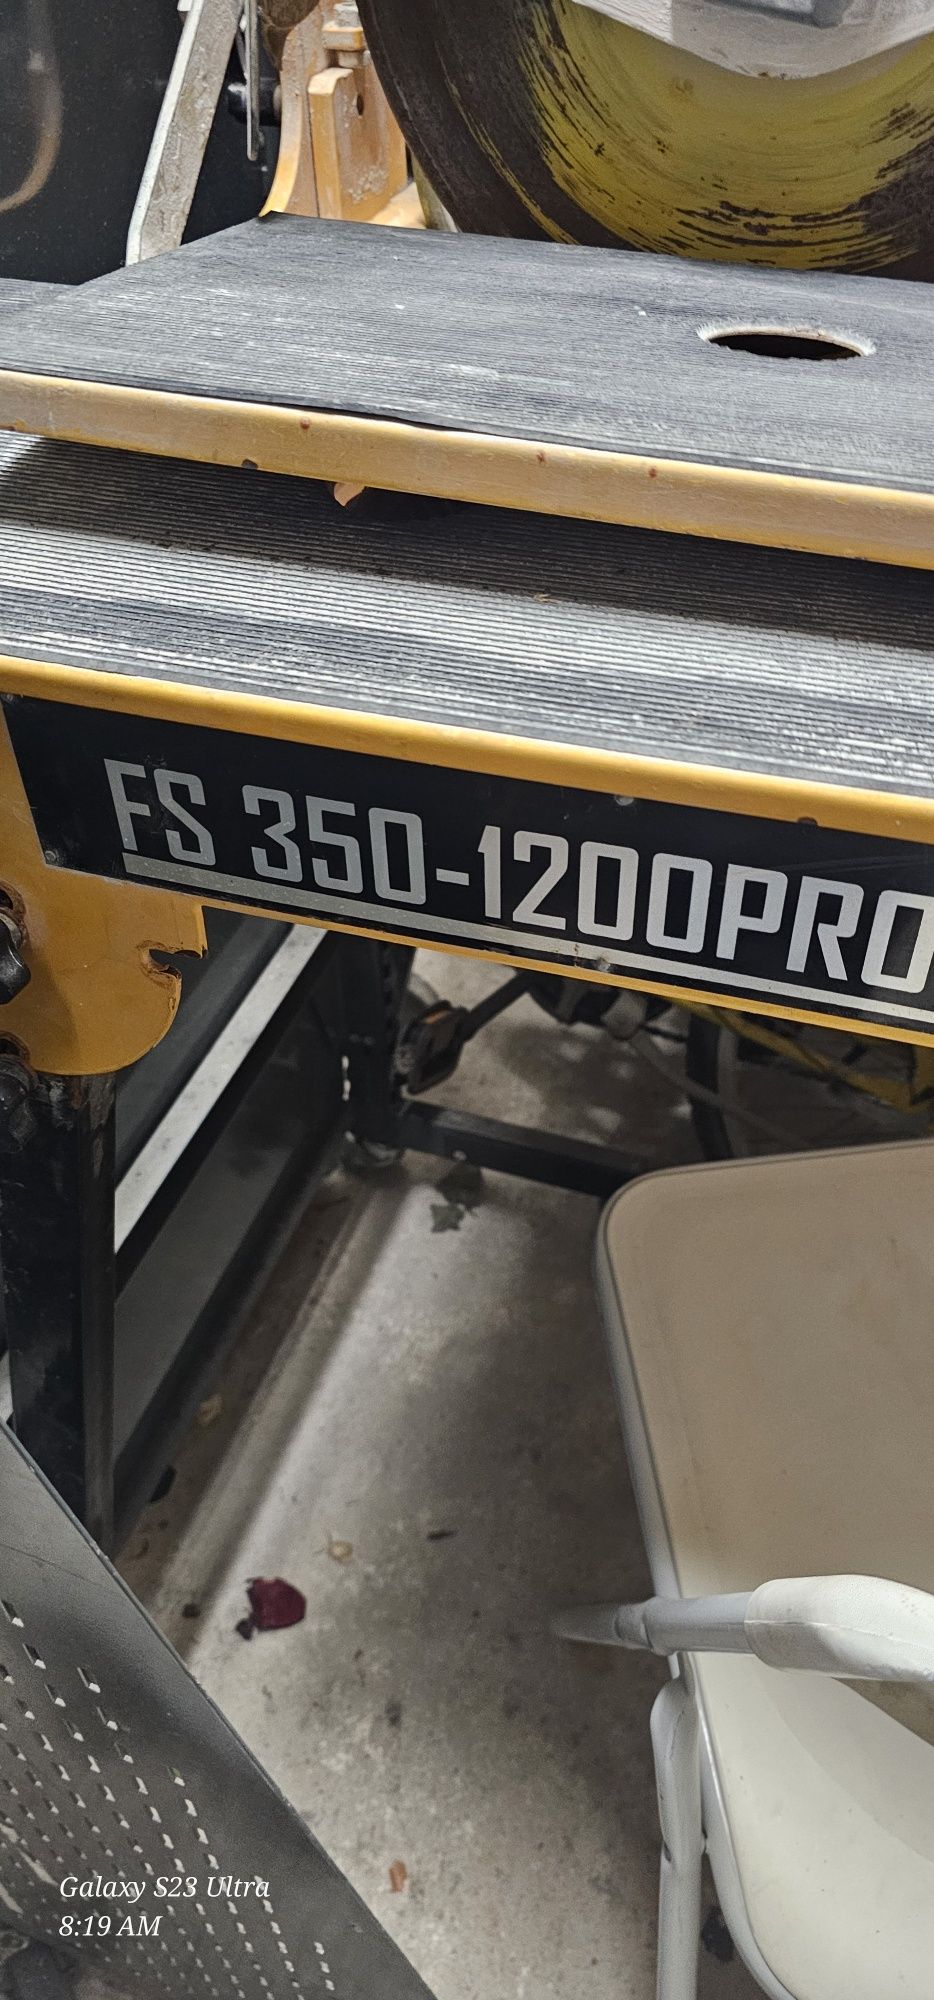 FS 350-1200PRO
Galaxy S23 Ultra
8:19 AM